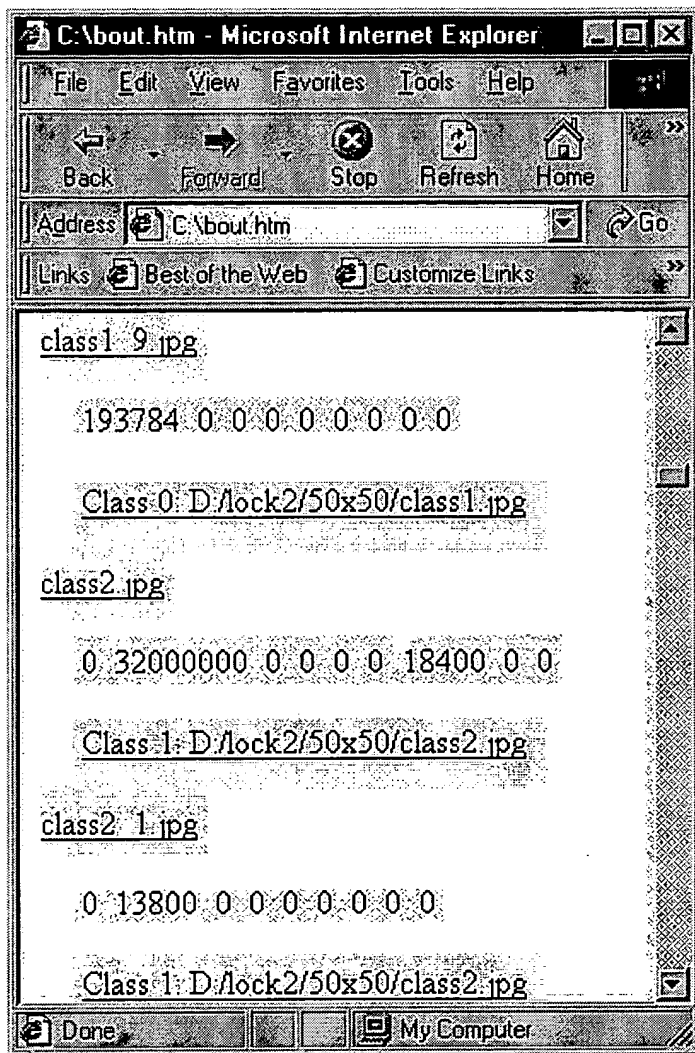 C:\bout.htm - Microsoft Internet Explorer
File Edit View Favorites Tools Help
Back Forward Stop Refresh Home
Address C:\bout.htm Go
Links Best of the Web Customize Links
class1_9.jpg
193784 0 0 0 0 0 0 0 0
Class 0: D:/lock2/50x50/class1.jpg
class2.jpg
0 32000000 0 0 0 0 18400 0 0
Class 1: D:/lock2/50x50/class2.jpg
class2_1.jpg
0 13800 0 0 0 0 0 0 0
Class 1: D:/lock2/50x50/class2.jpg
Done My Computer